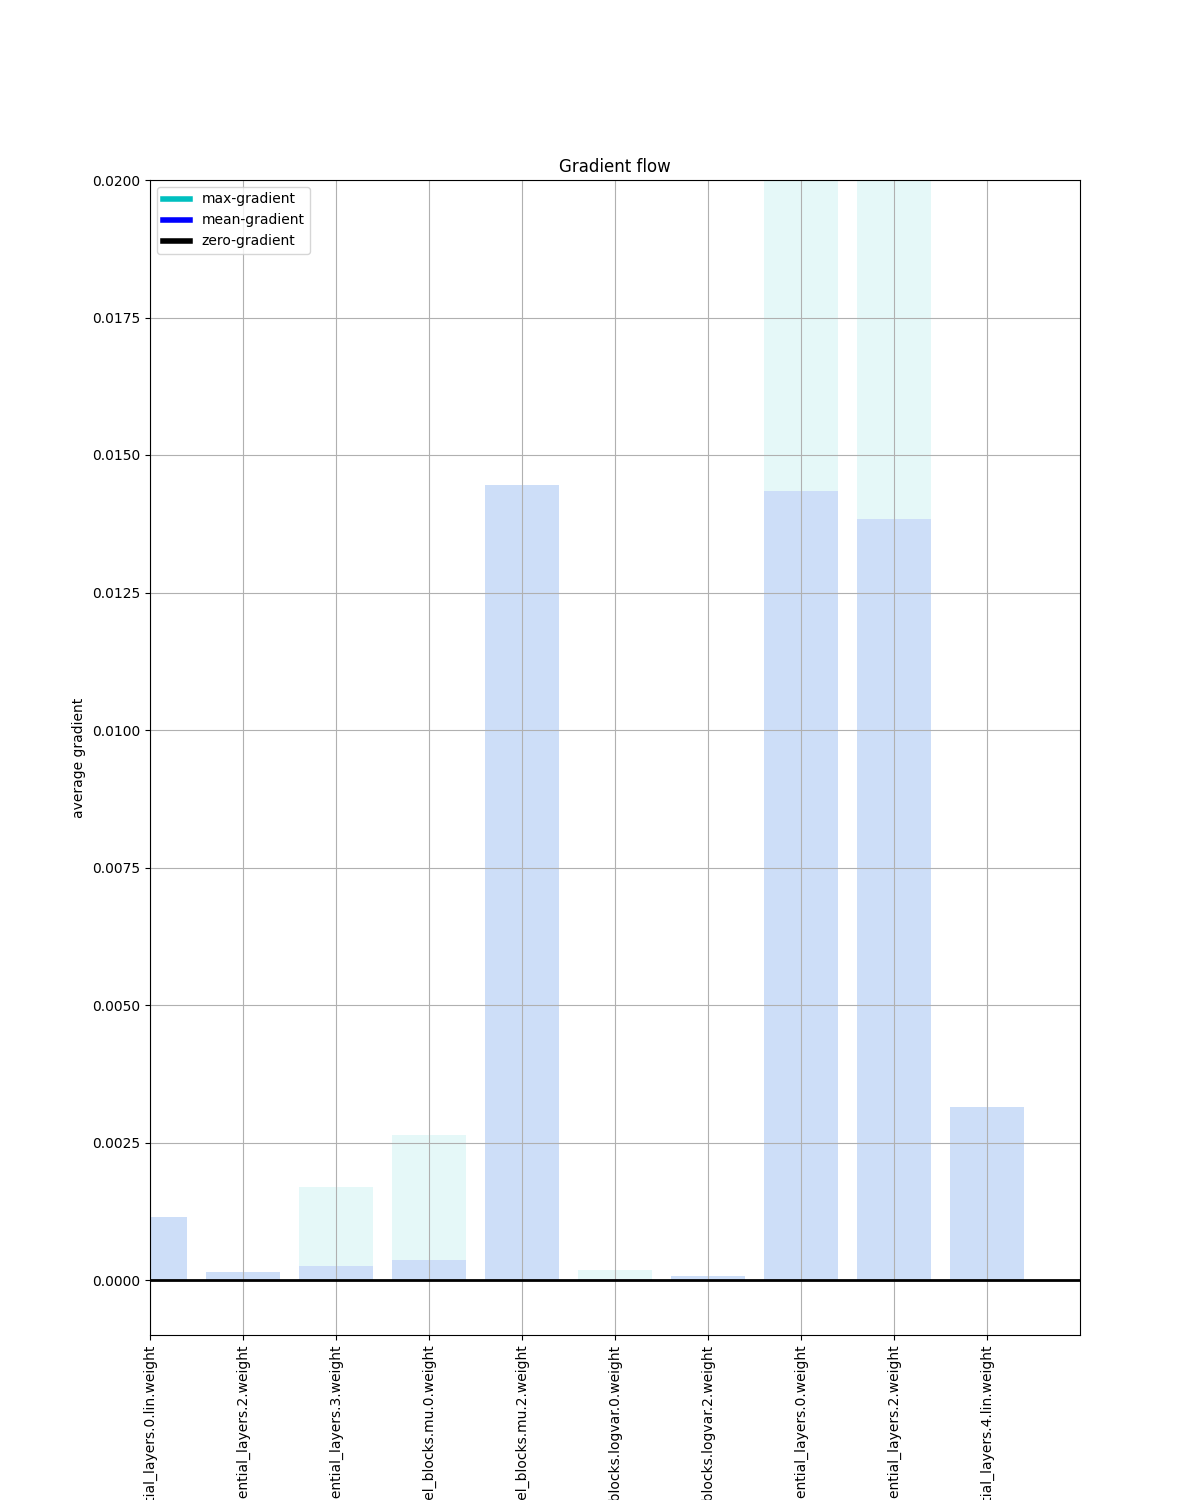 Gradient flow
max-gradient
mean-gradient
zero-gradient
0.0200
0.0175
0.0150
0.0125
0.0100
0.0075
0.0050
0.0025
0.0000
average gradient
tial_layers.0.lin.weight
ential_layers.2.weight
ential_layers.3.weight
el_blocks.mu.0.weight
el_blocks.mu.2.weight
blocks.logvar.0.weight
blocks.logvar.2.weight
ential_layers.0.weight
ential_layers.2.weight
tial_layers.4.lin.weight